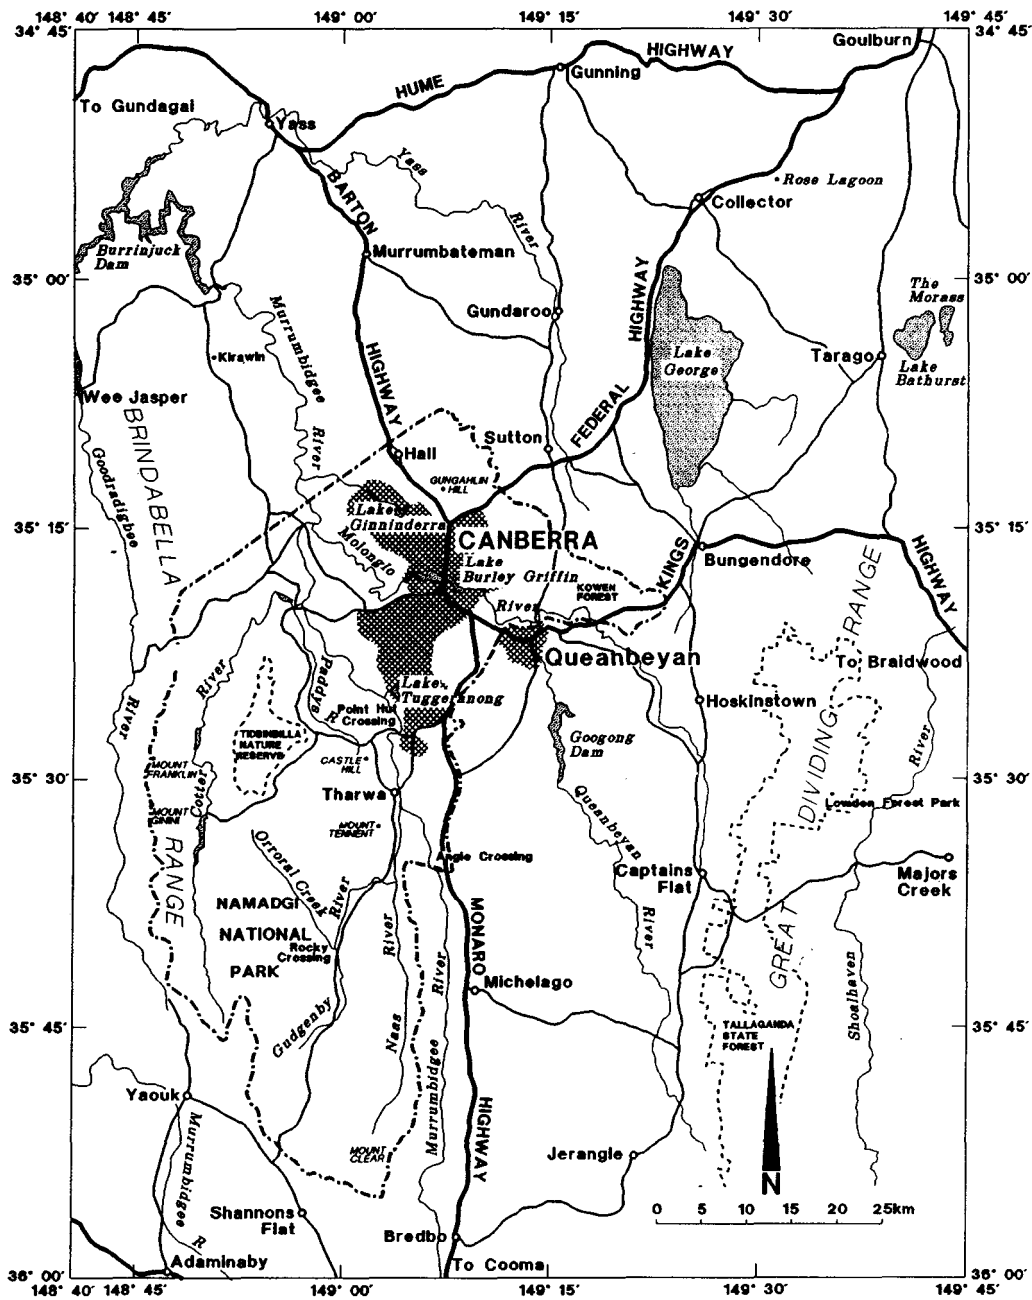 148° 40' 148° 45'
149° 00'
149° 15'
149° 30'
149° 45'
34° 45'
34° 45'
Goulburn
HIGHWAY
HUME
Gunning
To Gundagai
Yass
Yass
River
BARTON
Rose Lagoon
Collector
Burrinjuck
Dam
Murrumbateman
35° 00'
35° 00'
HIGHWAY
The
Morass
Gundaroo
Murrumbidgee
River
Kirawin
Lake
George
Tarago
Lake
Bathurst
HIGHWAY
Wee Jasper
BRINDABELLA
FEDERAL
Sutton
Hall
Goodradigbee
GUNGAHLIN
HILL
Lake
Ginninderra
35° 15'
35° 15'
Molonglo
CANBERRA
KINGS
HIGHWAY
Bungendore
Lake
Burley Griffin
KOWEN
FOREST
River
RANGE
Queanbeyan
To Braidwood
River
Paddys
R
Lake
Tuggeranong
Point Hut
Crossing
Hoskinstown
River
TIDBINBILLA
NATURE
RESERVE
Googong
Dam
DIVIDING
River
CASTLE
HILL
MOUNT
FRANKLIN
35° 30'
35° 30'
Cotter
Tharwa
Queanbeyan
Lowden Forest Park
MOUNT
GININI
MOUNT
TENNENT
RANGE
Orroral Creek
Angle Crossing
Captains
Flat
Majors
Creek
River
NAMADGI
NATIONAL
PARK
Rocky
Crossing
River
River
MONARO
River
GREAT
Michelago
Gudgenby
Naas
Shoalhaven
35° 45'
35° 45'
TALLAGANDA
STATE
FOREST
Yaouk
Murrumbidgee
R
Murrumbidgee
HIGHWAY
MOUNT
CLEAR
Jerangle
N
Shannons
Flat
0 5 10 15 20 25km
Bredbo
Adaminaby
To Cooma
36° 00'
36° 00'
148° 40' 148° 45'
149° 00'
149° 15'
149° 30'
149° 45'